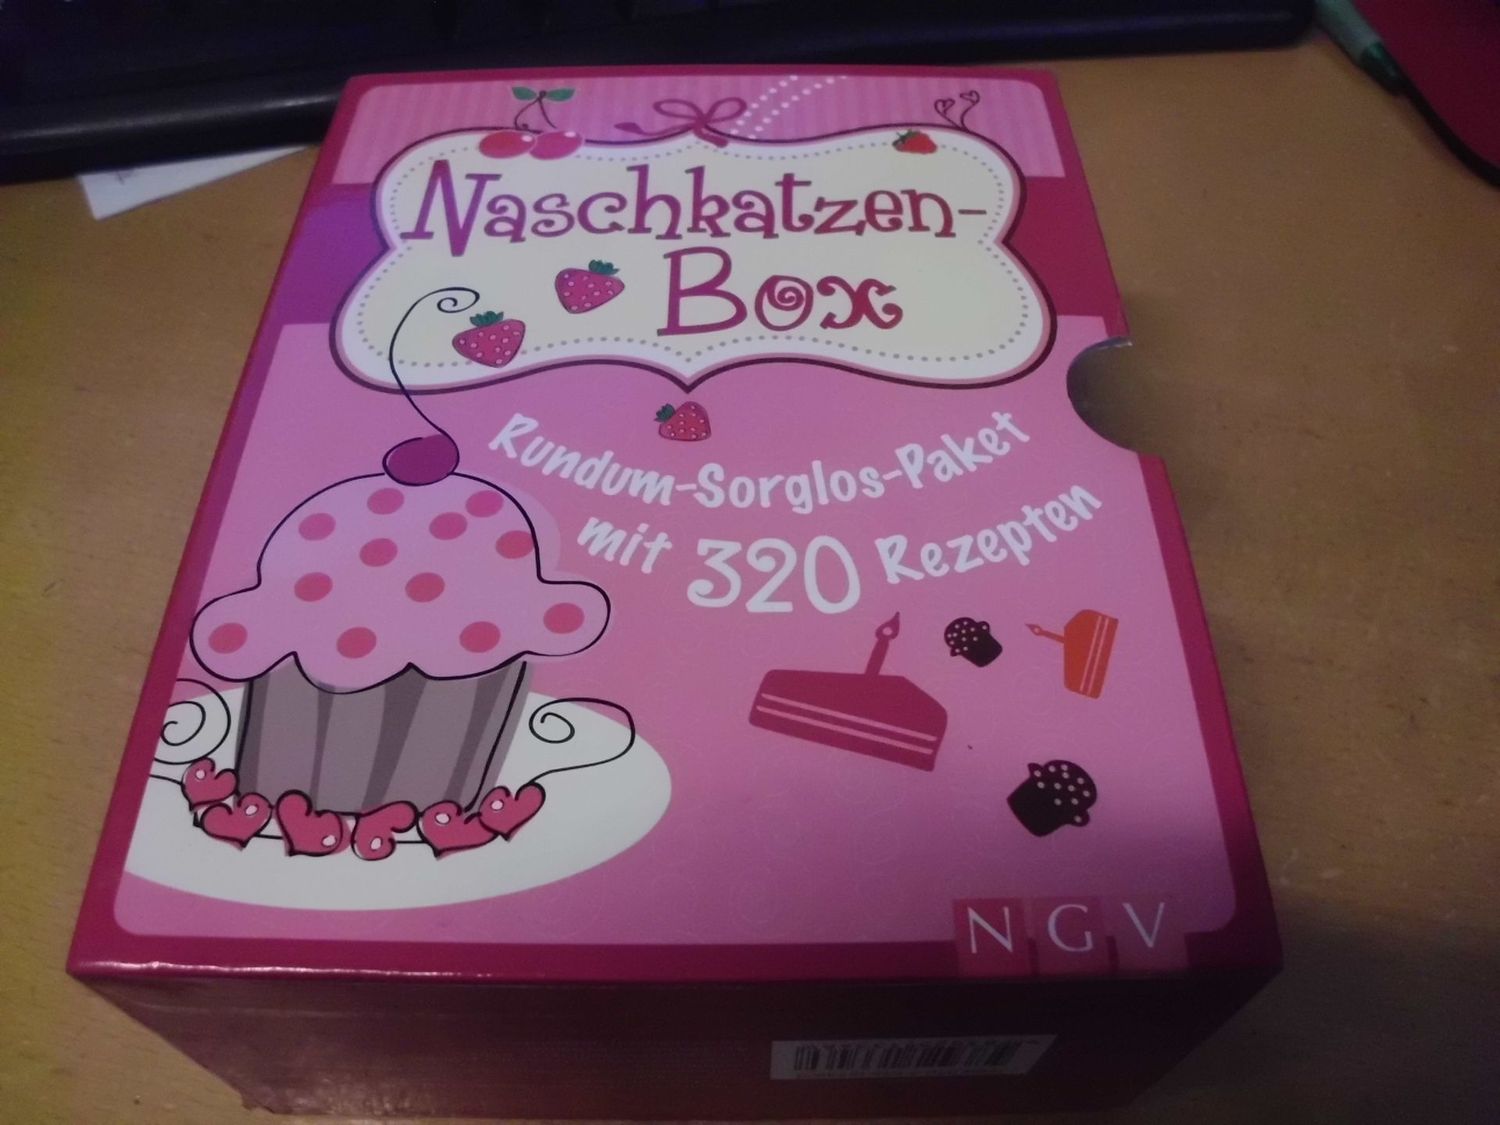 Naschkatzen-
Box
Rundum-Sorglos-Paket
mit 320 Rezepten
NGV